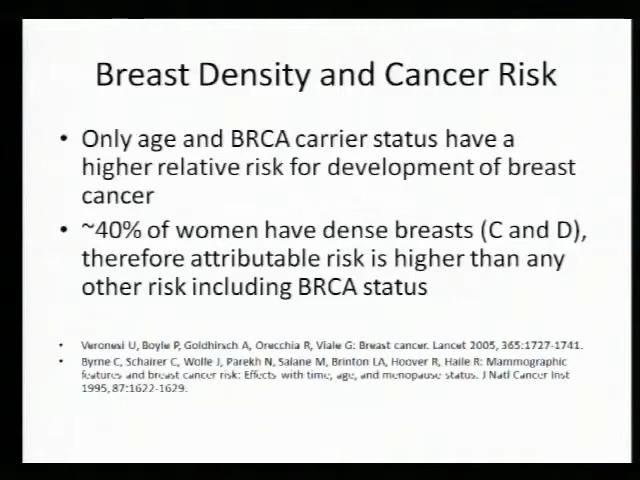 Breast Density and Cancer Risk
• Only age and BRCA carrier status have a
higher relative risk for development of breast
cancer
• ~40% of women have dense breasts (C and D),
therefore attributable risk is higher than any
other risk including BRCA status
• Veronesi U, Boyle P, Goldhirsch A, Orecchia R, Viale G: Breast cancer. Lancet 2005, 365:1727-1741.
• Byrne C, Schairer C, Wolfe J, Parekh N, Salane M, Brinton LA, Hoover R, Haile R: Mammographic
features and breast cancer risk: Effects with time, age, and menopause status. J Natl Cancer Inst
1995, 87:1622-1629.